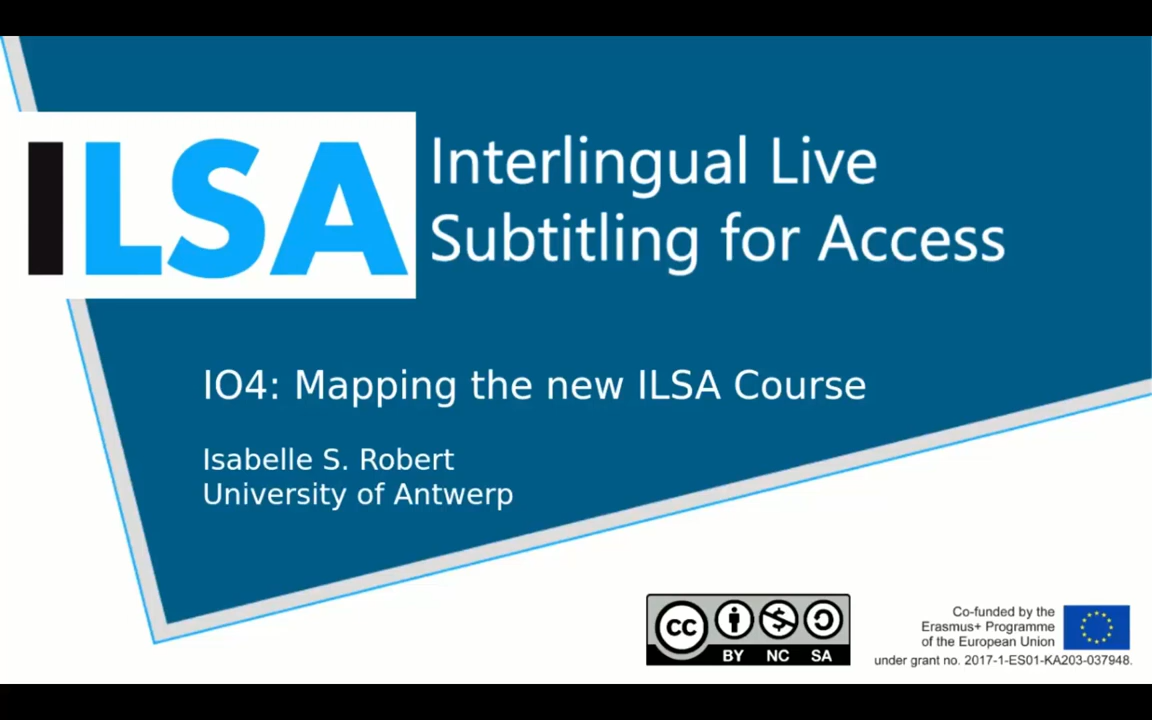 ILSA
Interlingual Live
Subtitling for Access
IO4: Mapping the new ILSA Course
Isabelle S. Robert
University of Antwerp
cc
BY NC SA
Co-funded by the
Erasmus+ Programme
of the European Union
under grant no. 2017-1-ES01-KA203-037948.